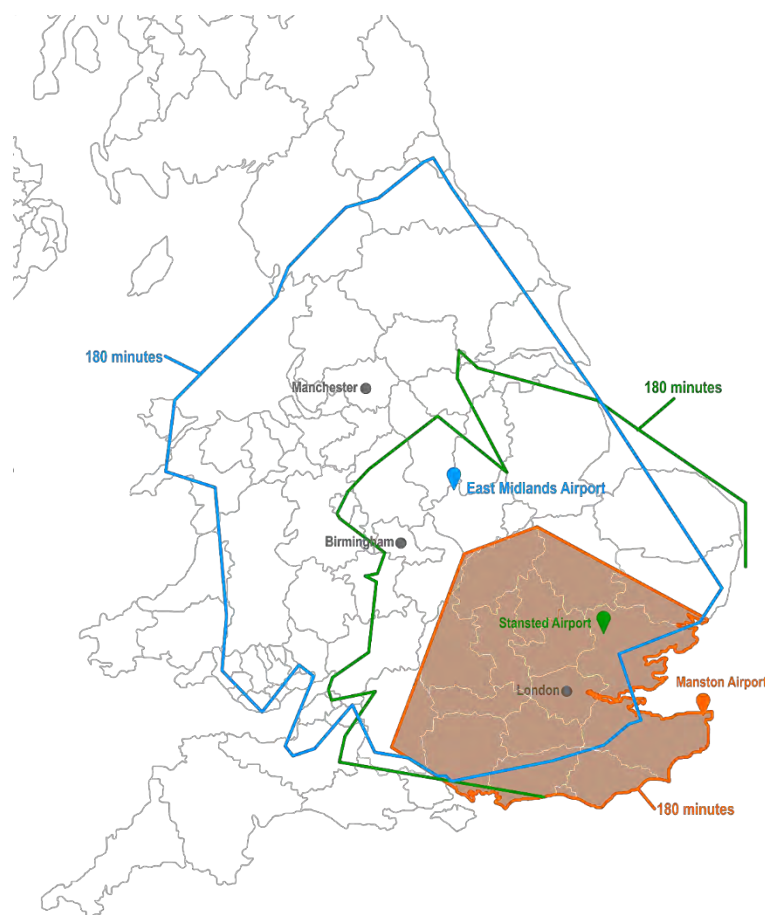 180 minutes
Manchester
180 minutes
East Midlands Airport
Birmingham
Stansted Airport
Manston Airport
London
180 minutes